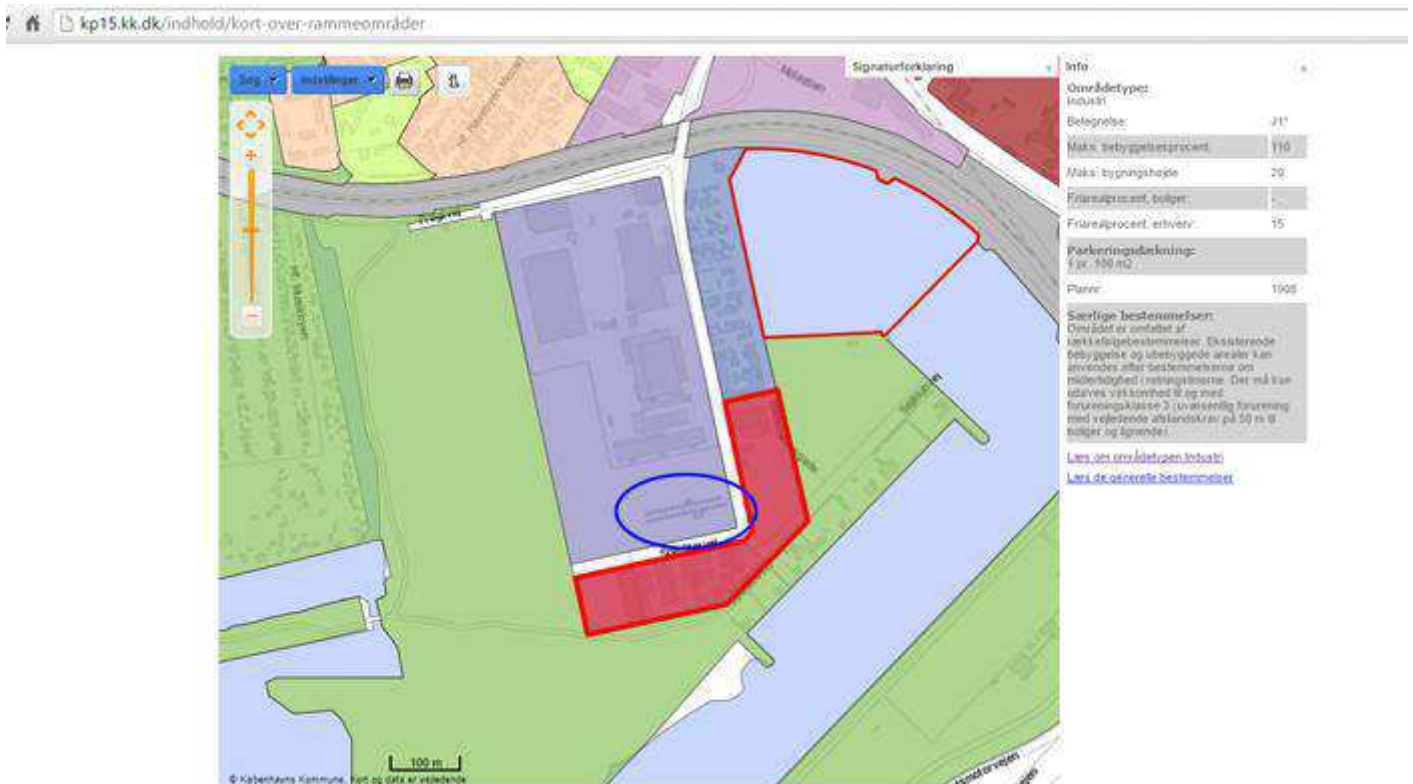 kp15.kk.dk/indhold/kort-over-rammeområder
Søg
Indstillinger
Signaturforklaring
Info
Områdetype:
Industri
Betegnelse: J1*
Maks. bebyggelsesprocent: 110
Maks. bygningshøjde 20
Friarealprocent, boliger: -
Friarealprocent, erhverv: 15
Parkeringsdækning:
1 pr. 100 m2
Plannr. 1908
Særlige bestemmelser:
Området er omfattet af
rækkefølgebestemmelser. Eksisterende
bebyggelse og ubebyggede arealer kan
anvendes efter bestemmelserne om
midlertidighed i retningslinierne. Der må kun
udøves virksomhed til og med
forureningsklasse 3 (uvæsentlig forurening
med vejledende afstandskrav på 50 m til
boliger og lignende)
Læs om områdetypen Industri
Læs de generelle bestemmelser
100 m
© Københavns Kommune. Kort og data er vejledende